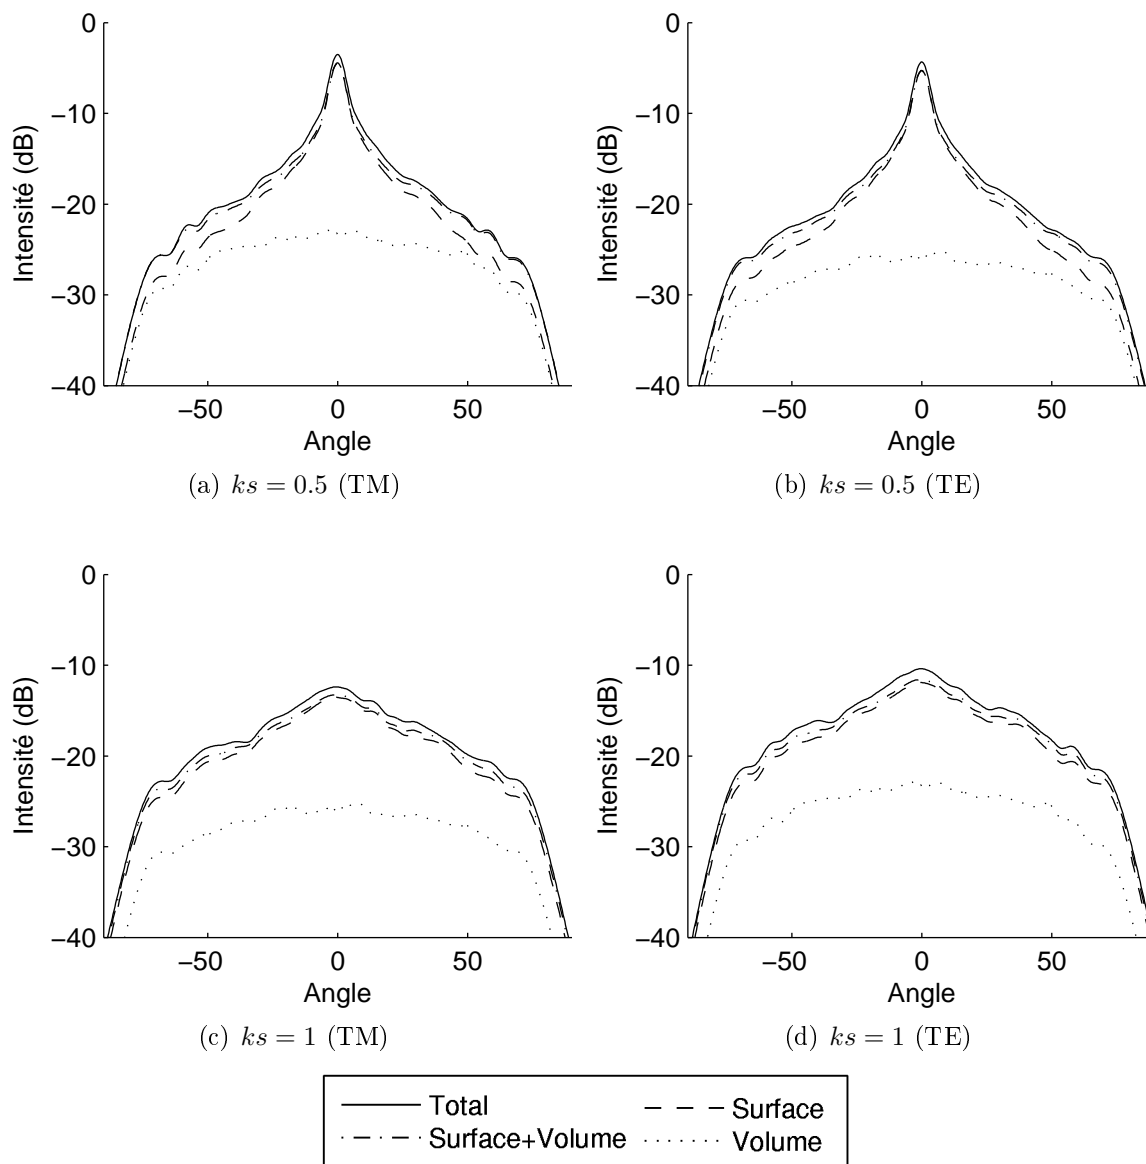 0
−10
−20
−30
−40
Intensité (dB)
−50 0 50
Angle
(a) ks = 0.5 (TM)
0
−10
−20
−30
−40
Intensité (dB)
−50 0 50
Angle
(b) ks = 0.5 (TE)
0
−10
−20
−30
−40
Intensité (dB)
−50 0 50
Angle
(c) ks = 1 (TM)
0
−10
−20
−30
−40
Intensité (dB)
−50 0 50
Angle
(d) ks = 1 (TE)
Total
Surface
Surface+Volume
Volume